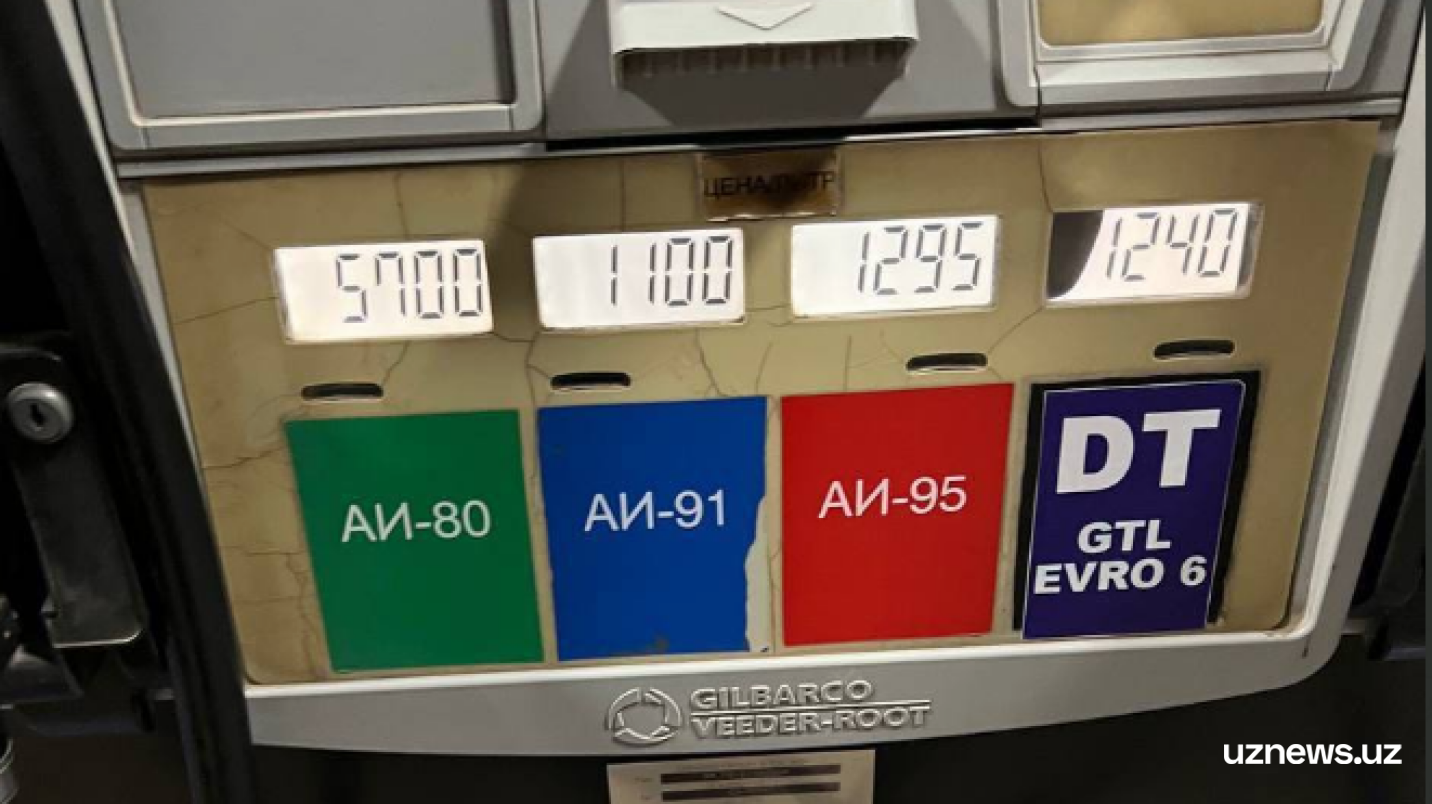 ЦЕНА/ЛИТР
5700
1100
1295
1240
АИ-80
АИ-91
АИ-95
DT
GTL
EVRO 6
GILBARCO
VEEDER-ROOT
uznews.uz